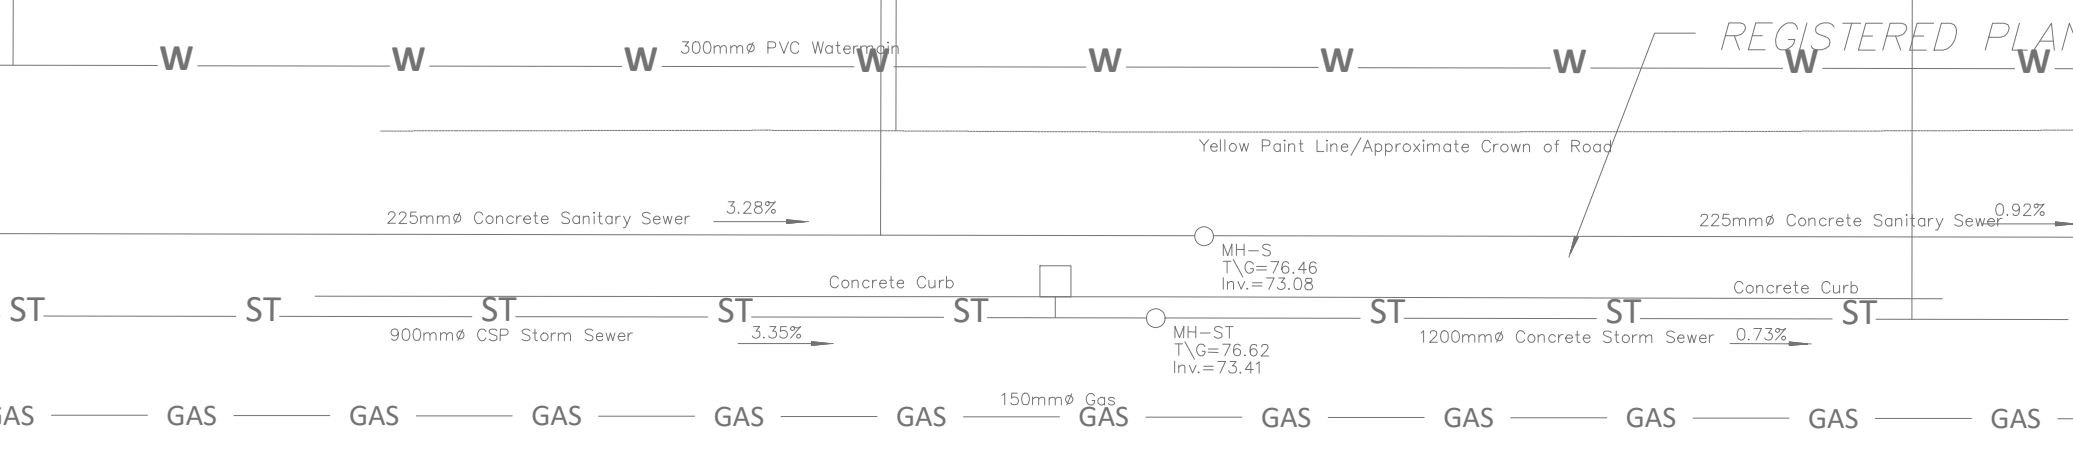 REGISTERED PLAN
300mmø PVC Watermain
W W W W W W W W W
Yellow Paint Line/Approximate Crown of Road
225mmø Concrete Sanitary Sewer 3.28%
225mmø Concrete Sanitary Sewer 0.92%
MH-S
T\G=76.46
Inv.=73.08
Concrete Curb
Concrete Curb
ST ST ST ST ST ST ST ST
900mmø CSP Storm Sewer 3.35%
MH-ST
T\G=76.62
Inv.=73.41
1200mmø Concrete Storm Sewer 0.73%
150mmø Gas
GAS GAS GAS GAS GAS GAS GAS GAS GAS GAS GAS GAS